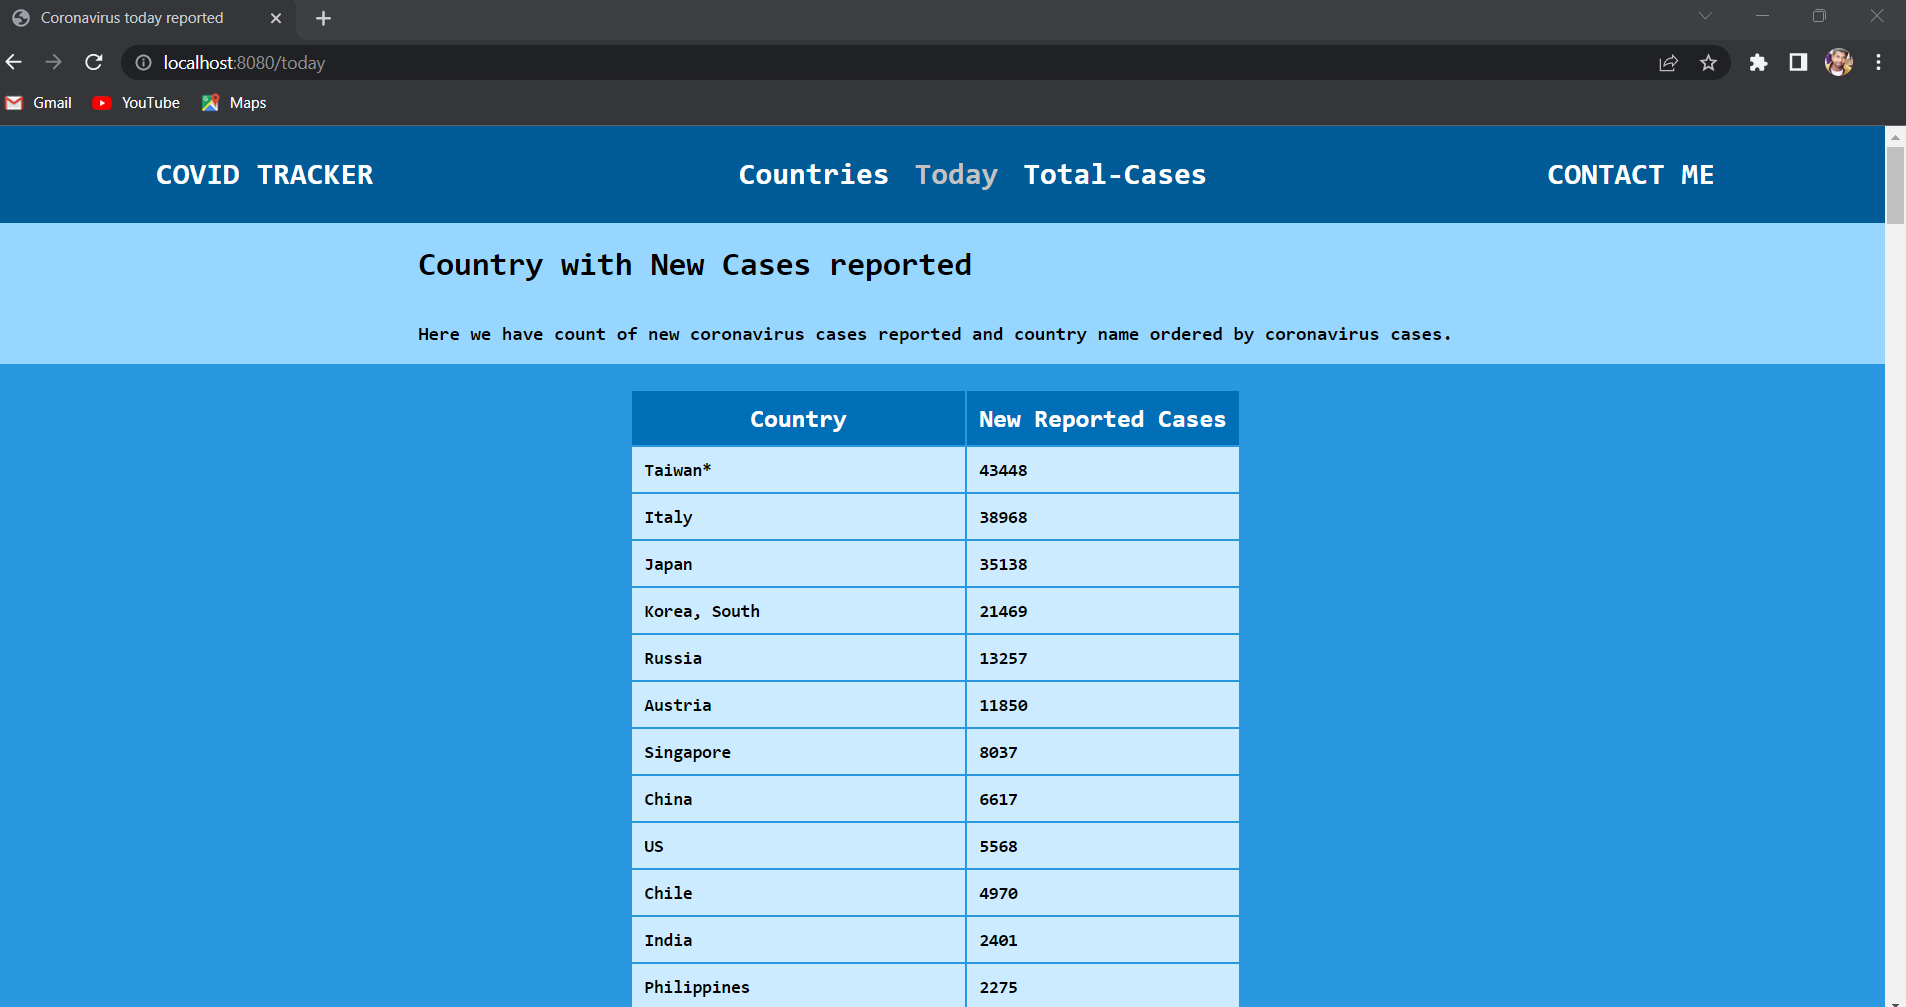 Coronavirus today reported
localhost:8080/today
Gmail YouTube Maps
COVID TRACKER Countries Today Total-Cases CONTACT ME
Country with New Cases reported
Here we have count of new coronavirus cases reported and country name ordered by coronavirus cases.
Country New Reported Cases
Taiwan* 43448
Italy 38968
Japan 35138
Korea, South 21469
Russia 13257
Austria 11850
Singapore 8037
China 6617
US 5568
Chile 4970
India 2401
Philippines 2275